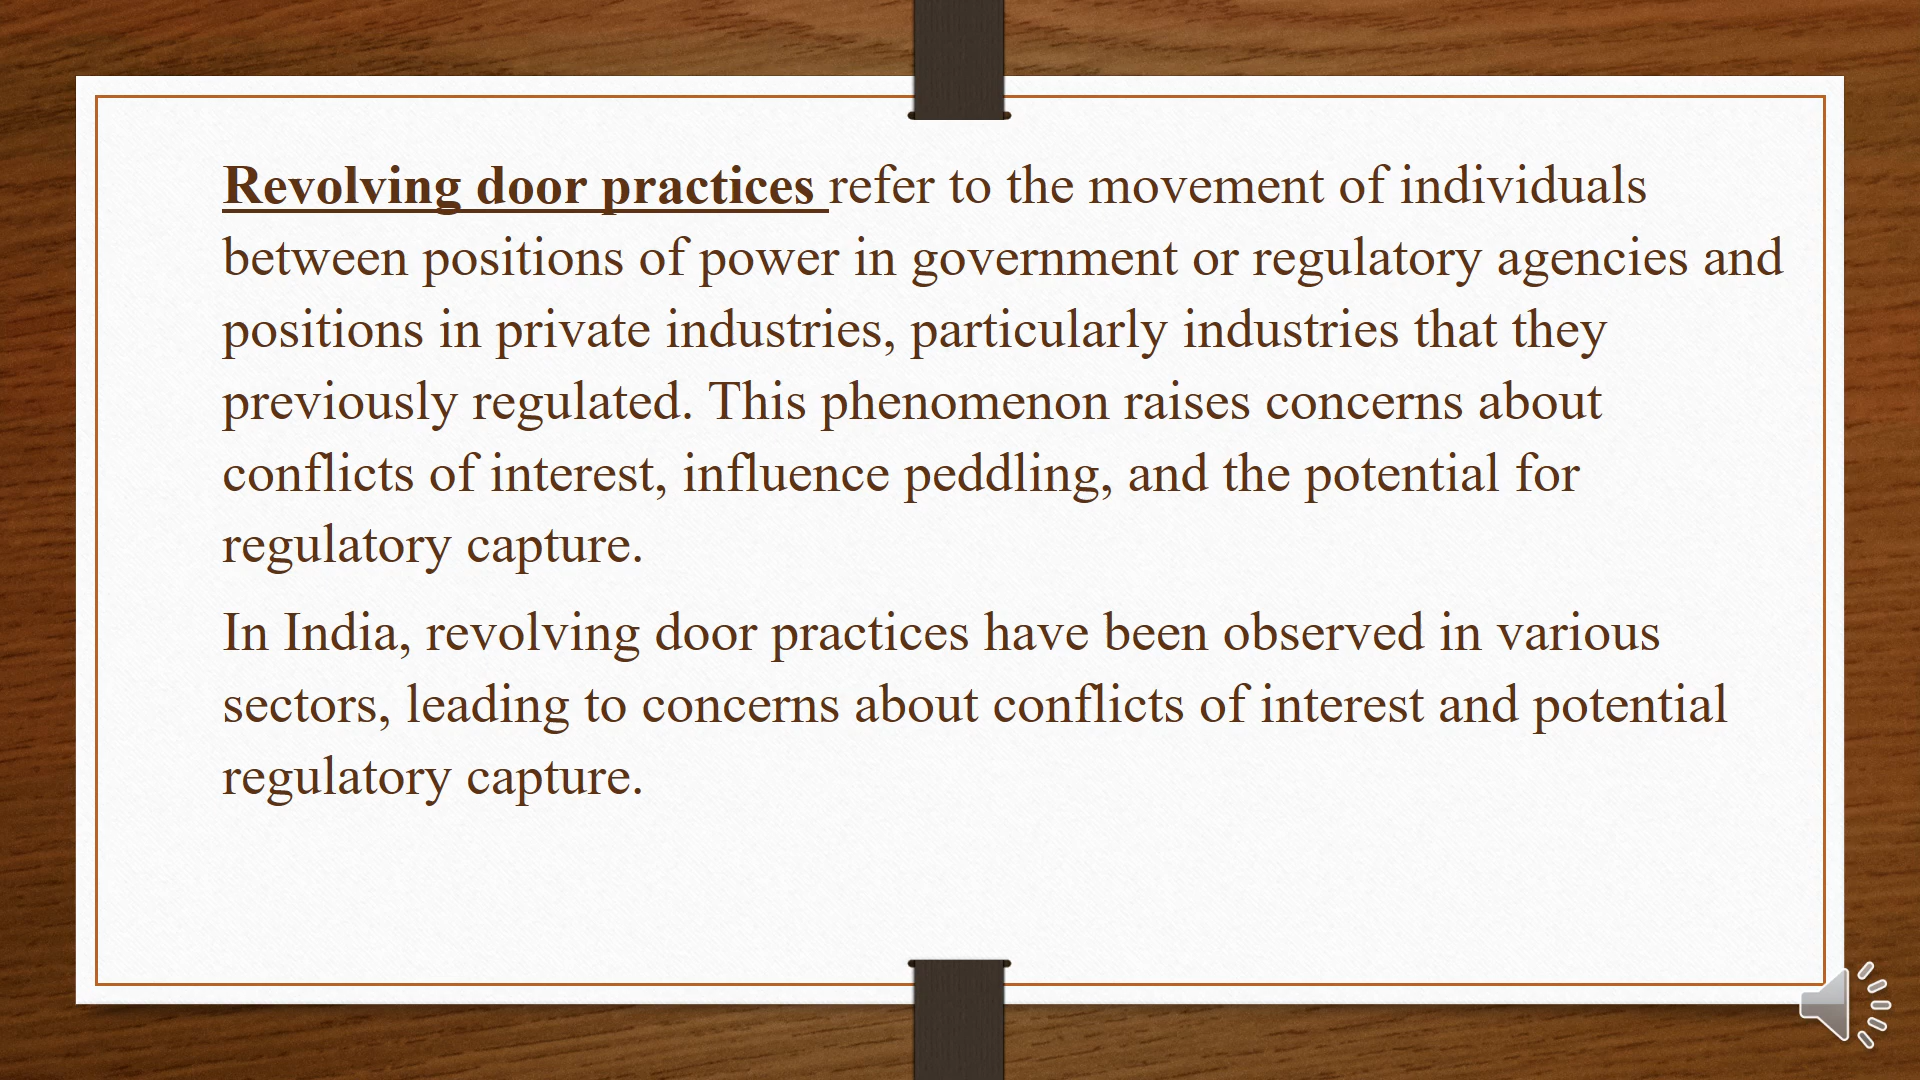 Revolving door practices refer to the movement of individuals
between positions of power in government or regulatory agencies and
positions in private industries, particularly industries that they
previously regulated. This phenomenon raises concerns about
conflicts of interest, influence peddling, and the potential for
regulatory capture.
In India, revolving door practices have been observed in various
sectors, leading to concerns about conflicts of interest and potential
regulatory capture.